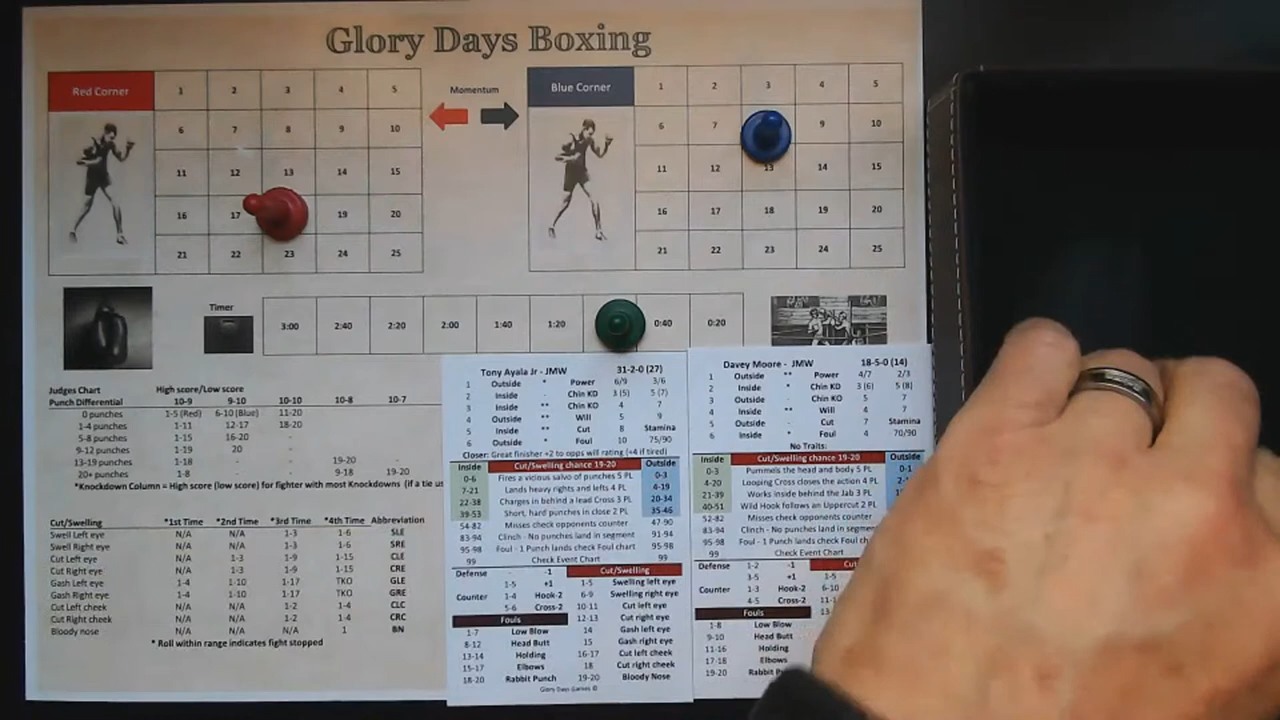 Glory Days Boxing
Red Corner 1 2 3 4 5
6 7 8 9 10
11 12 13 14 15
16 17 19 20
21 22 23 24 25
Momentum
Blue Corner 1 2 3 4 5
6 7 9 10
11 12 13 14 15
16 17 18 19 20
21 22 23 24 25
Timer
3:00 2:40 2:20 2:00 1:40 1:20 0:40 0:20
Judges Chart High score/Low score
Punch Differential 10-9 9-10 10-10 10-8 10-7
0 punches 1-5 (Red) 6-10 (Blue) 11-20
1-4 punches 1-11 12-17 18-20
5-8 punches 1-15 16-20 -
9-12 punches 1-19 20 -
13-19 punches 1-18 - - 19-20
20+ punches 1-8 - - 9-18 19-20
*Knockdown Column = High score (low score) for fighter with most Knockdowns (if a tie us
Cut/Swelling *1st Time *2nd Time *3rd Time *4th Time Abbreviation
Swell Left eye N/A N/A 1-3 1-6 SLE
Swell Right eye N/A N/A 1-3 1-6 SRE
Cut Left eye N/A 1-3 1-9 1-15 CLE
Cut Right eye N/A 1-3 1-9 1-15 CRE
Gash Left eye 1-4 1-10 1-17 TKO GLE
Gash Right eye 1-4 1-10 1-17 TKO GRE
Cut Left cheek N/A N/A 1-2 1-4 CLC
Cut Right cheek N/A N/A 1-2 1-4 CRC
Bloody nose N/A N/A N/A 1 BN
* Roll within range indicates fight stopped
Tony Ayala Jr - JMW 31-2-0 (27)
1 Outside * Power 6/9 3/6
2 Inside - Chin KD 3 (5) 5 (7)
3 Inside ** Chin KO 4 7
4 Outside ** Will 5 9
5 Inside ** Cut 8 Stamina
6 Outside * Foul 10 75/90
Closer: Great finisher +2 to opps will rating (+4 if tired)
Inside Cut/Swelling chance 19-20 Outside
0-6 Fires a vicious salvo of punches 5 PL 0-3
7-21 Lands heavy rights and lefts 4 PL 4-19
22-38 Charges in behind a lead Cross 3 PL 20-34
39-53 Short, hard punches in close 2 PL 35-46
54-82 Misses check opponents counter 47-90
83-94 Clinch - No punches land in segment 91-94
95-98 Foul - 1 Punch lands check Foul chart 95-98
99 Check Event Chart 99
Defense - -1 Cut/Swelling
1-5 +1 1-5 Swelling left eye
Counter 1-4 Hook-2 6-9 Swelling right eye
5-6 Cross-2 10-11 Cut left eye
Fouls 12-13 Cut right eye
1-7 Low Blow 14 Gash left eye
8-12 Head Butt 15 Gash right eye
13-14 Holding 16-17 Cut left cheek
15-17 Elbows 18 Cut right cheek
18-20 Rabbit Punch 19-20 Bloody Nose
Glory Days Games ©
Davey Moore - JMW 18-5-0 (14)
1 Outside ** Power 4/7 2/3
2 Inside * Chin KD 3 (6) 5 (8)
3 Outside - Chin KO 5 7
4 Outside ** Will 4 7
5 Inside ** Cut 7 Stamina
6 Inside * Foul 4 70/90
No Traits:
Inside Cut/Swelling chance 19-20 Outside
0-3 Pummels the head and body 5 PL 0-1
4-20 Looping Cross closes the action 4 PL
21-39 Works inside behind the Jab 3 PL
40-51 Wild Hook follows an Uppercut 2 PL
52-82 Misses check opponents counter
83-94 Clinch - No punches land in segment
95-98 Foul - 1 Punch lands check Foul ch
99 Check Event Chart
Defense 1-2 -1
3-5 +1 1-5
Counter 1-3 Hook-2 6-10
4-5 Cross-2
Fouls
1-8 Low Blow
9-10 Head Butt
11-16 Holding
17-18 Elbows
19-20 Rabbit